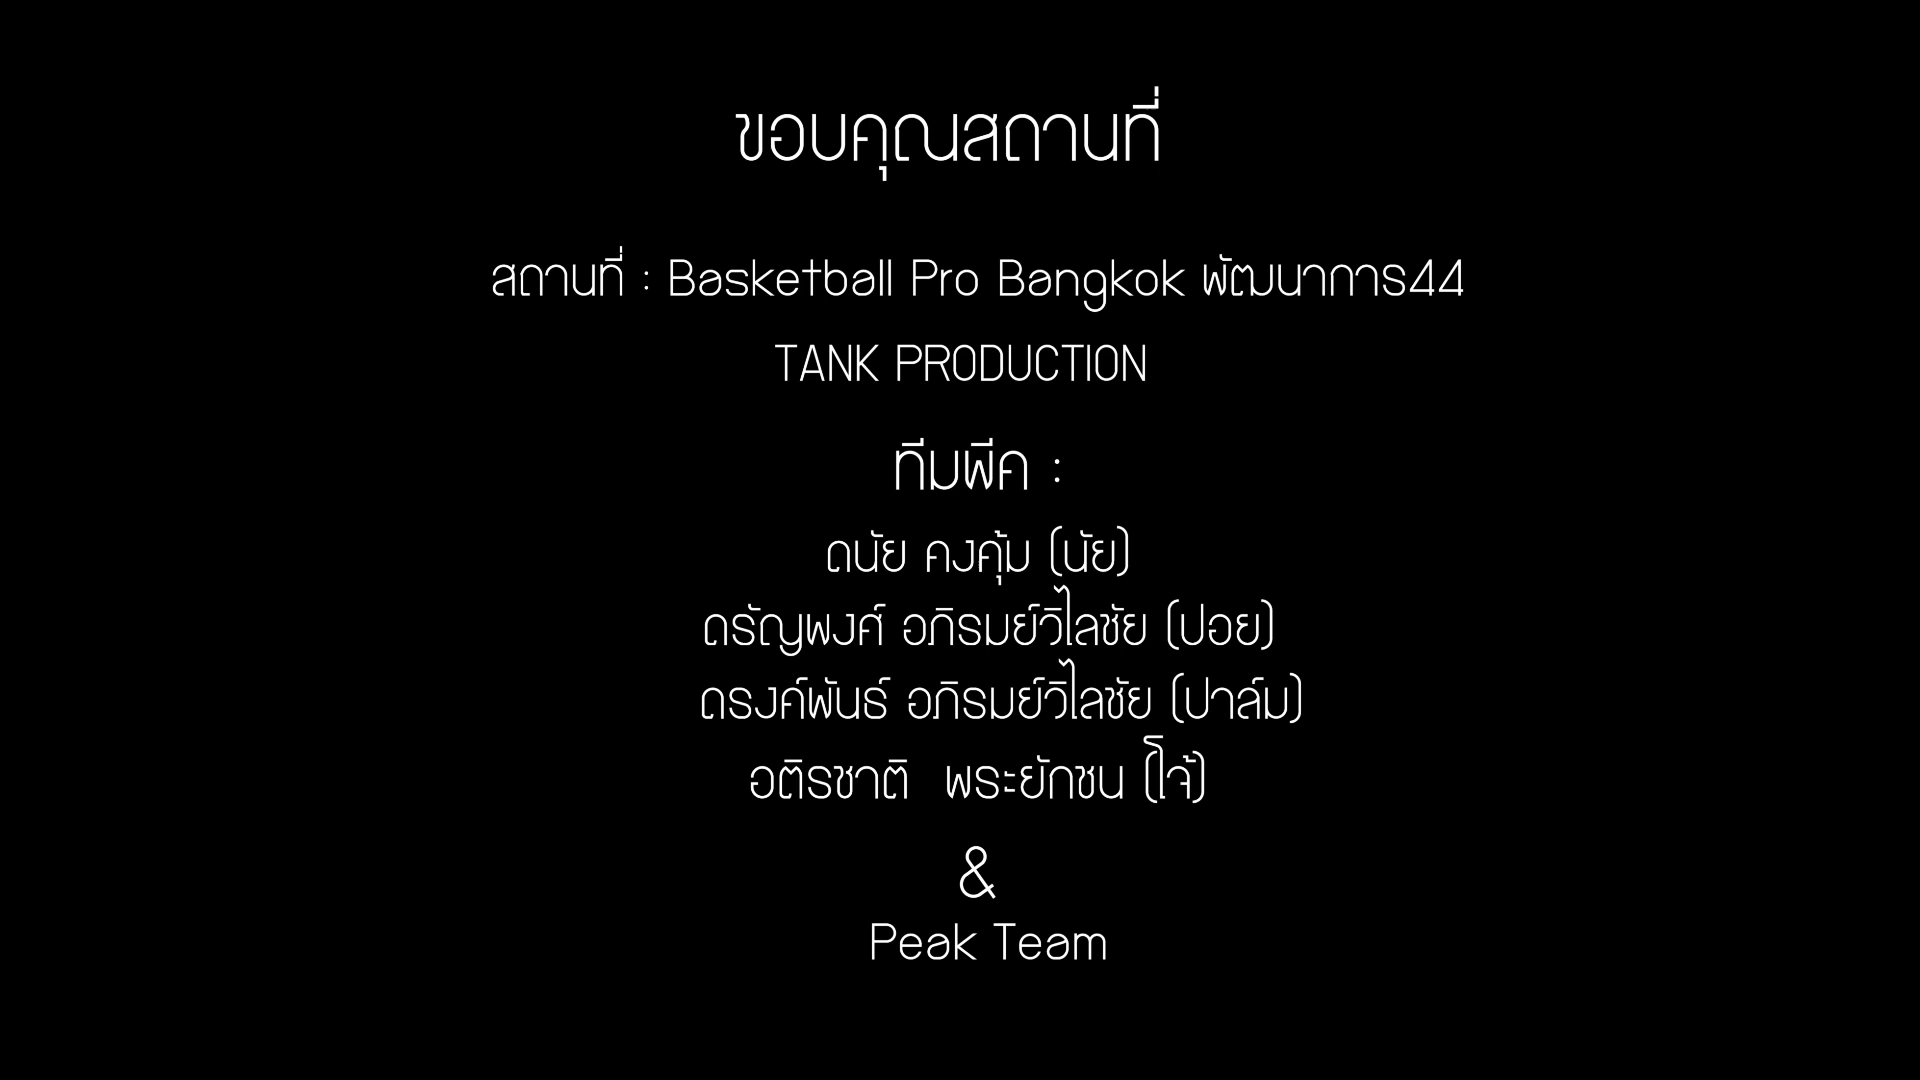 ขอบคุณสถานที่
สถานที่ : Basketball Pro Bangkok พัฒนาการ44
TANK PRODUCTION
ทีมพีค :
ดนัย คงคุ้ม (นัย)
ดรัญพงศ์ อภิรมย์วิไลชัย (ปอย)
ดรงค์พันธ์ อภิรมย์วิไลชัย (ปาล์ม)
อติรชาติ พระยักชน (โจ้)
&
Peak Team